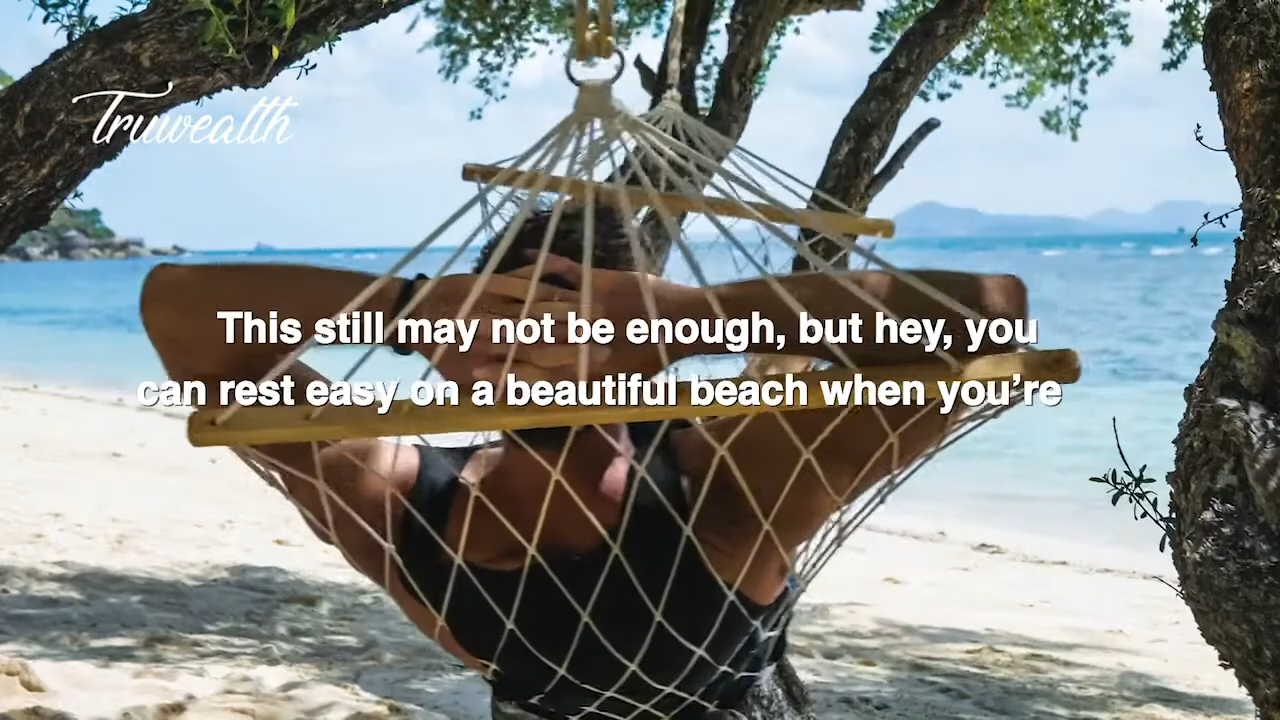 Truwealth
This still may not be enough, but hey, you
can rest easy on a beautiful beach when you’re